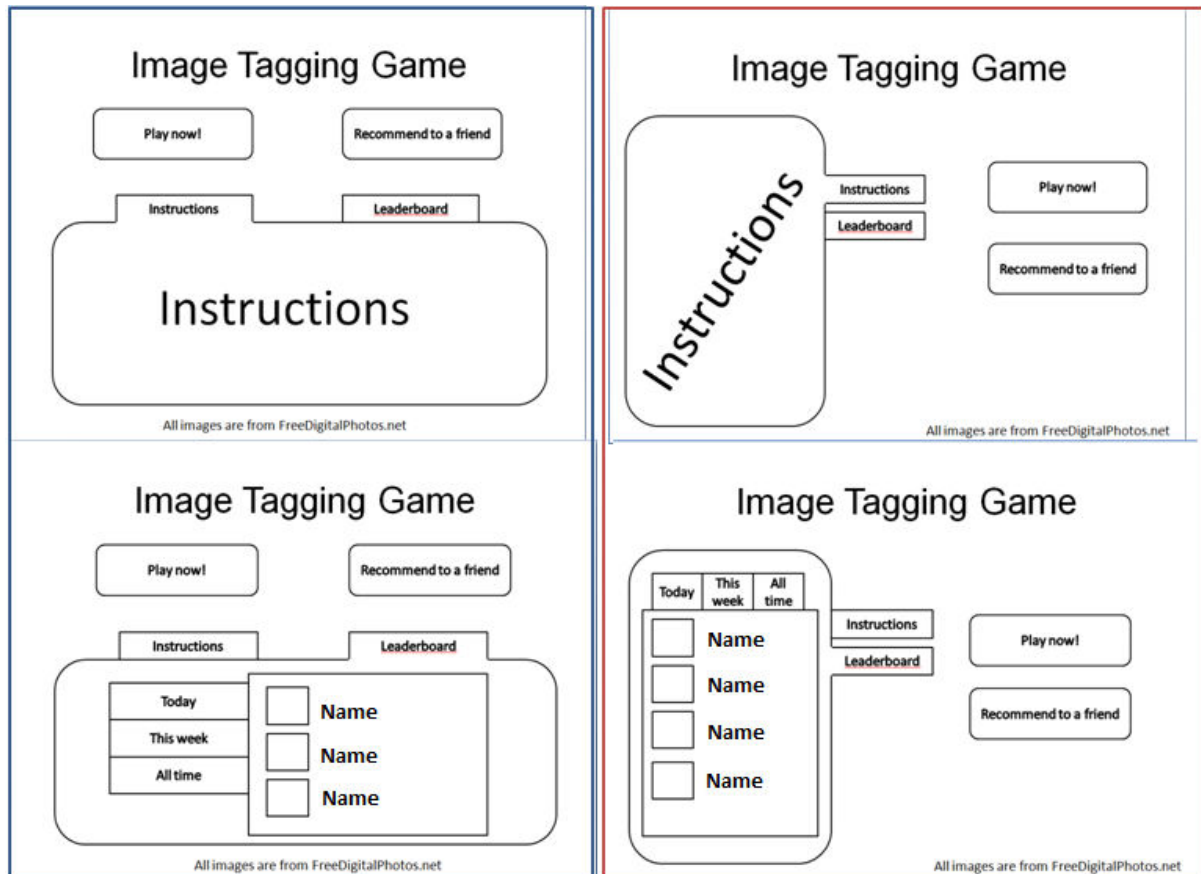 Image Tagging Game
Play now!
Recommend to a friend
Instructions
Leaderboard
Instructions
All images are from FreeDigitalPhotos.net
Image Tagging Game
Instructions
Instructions
Leaderboard
Play now!
Recommend to a friend
All images are from FreeDigitalPhotos.net
Image Tagging Game
Play now!
Recommend to a friend
Instructions
Leaderboard
Today
This week
All time
Name
Name
Name
All images are from FreeDigitalPhotos.net
Image Tagging Game
Today
This
week
All
time
Name
Name
Name
Name
Instructions
Leaderboard
Play now!
Recommend to a friend
All images are from FreeDigitalPhotos.net